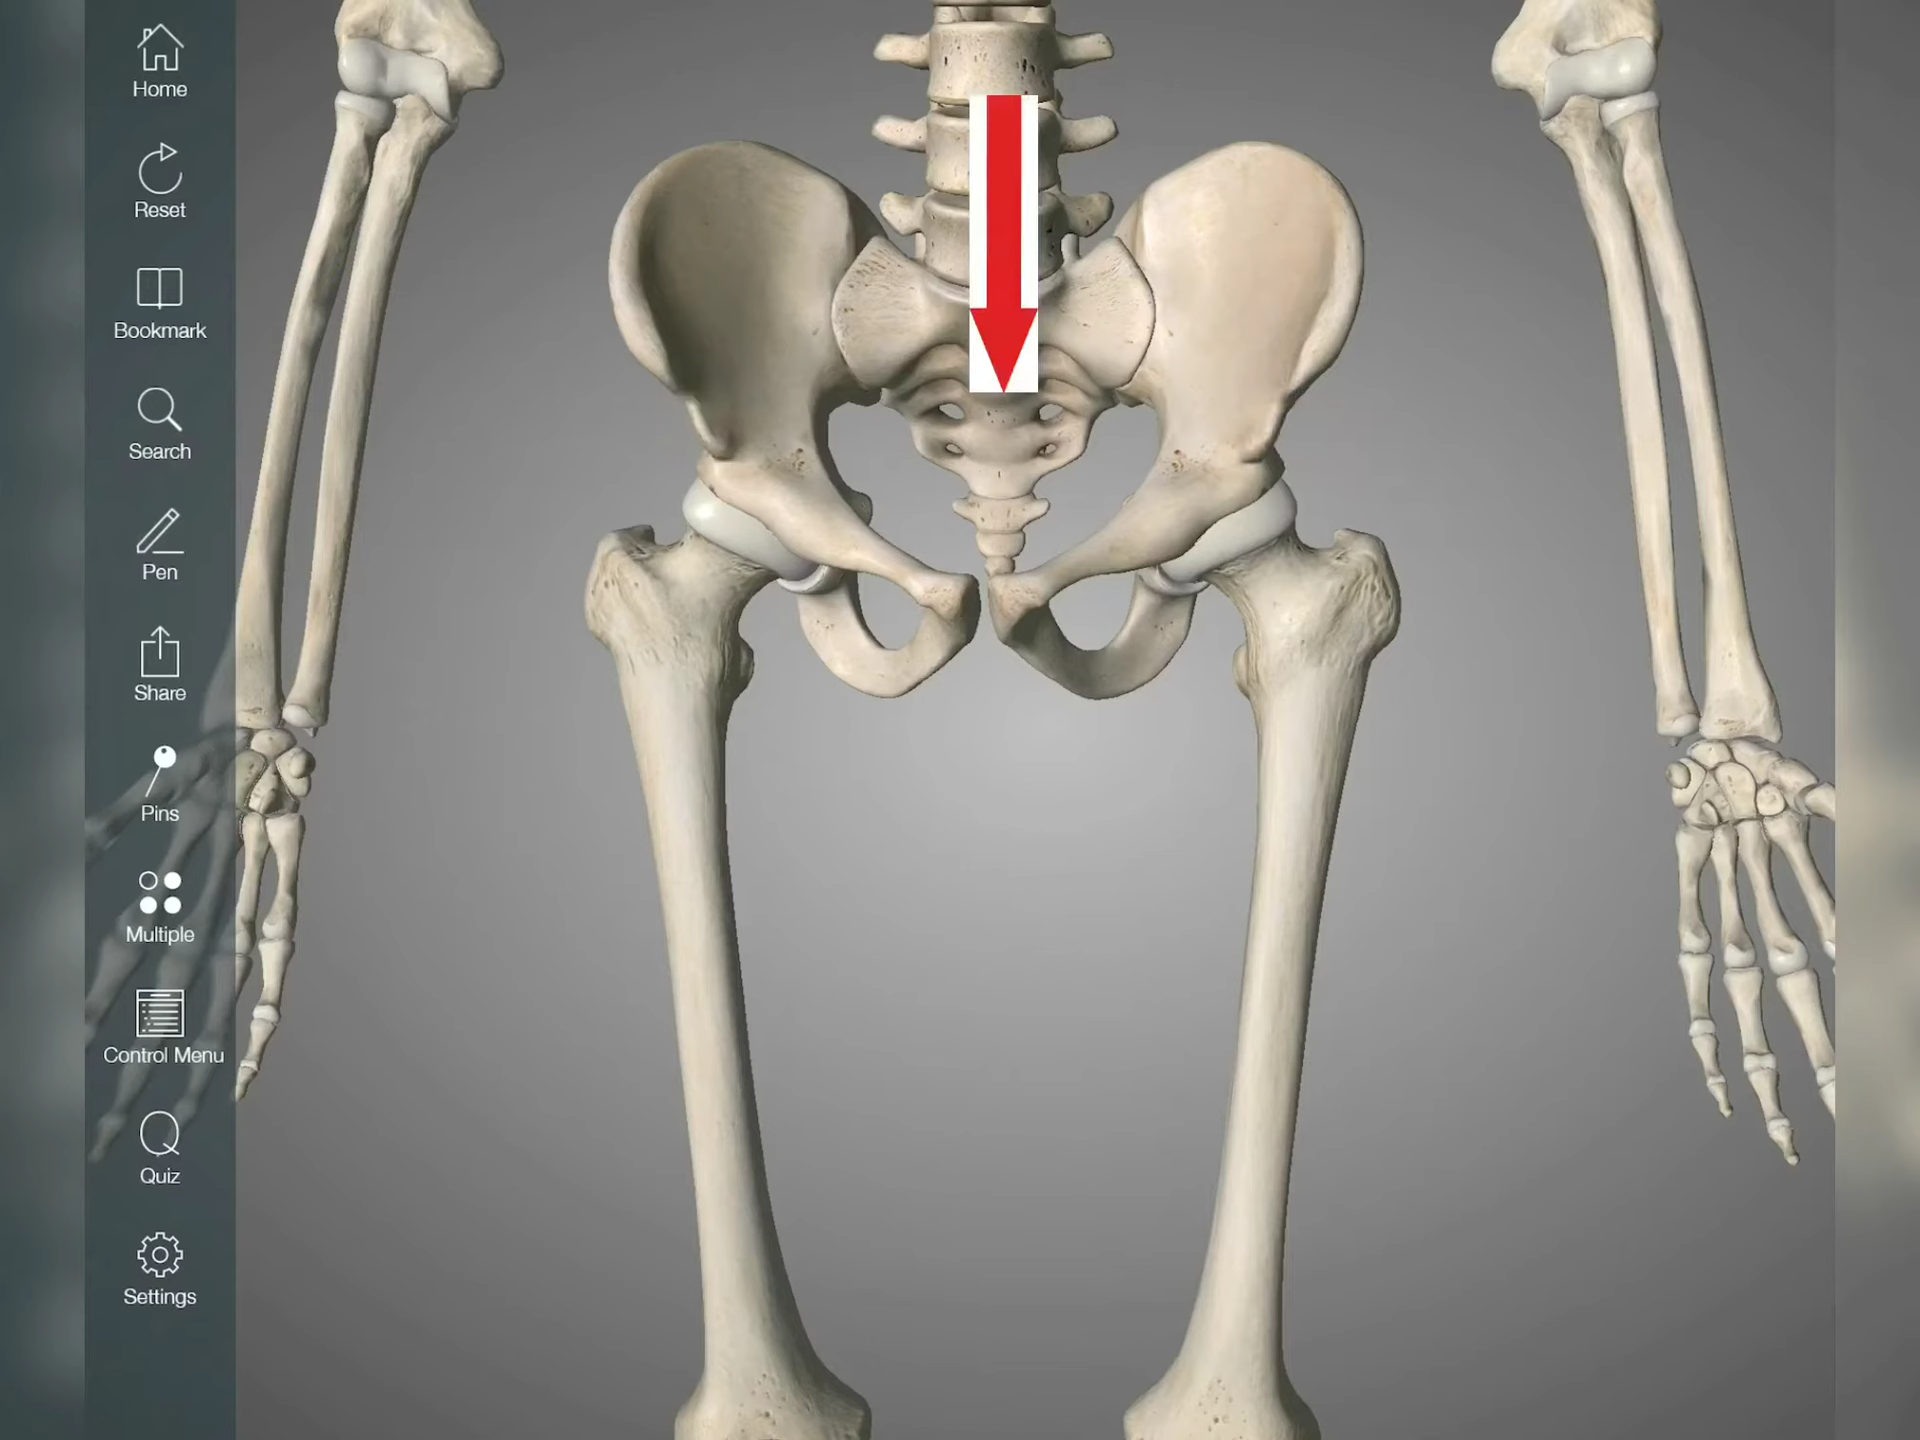 Home
Reset
Bookmark
Search
Pen
Share
Pins
Multiple
Control Menu
Quiz
Settings